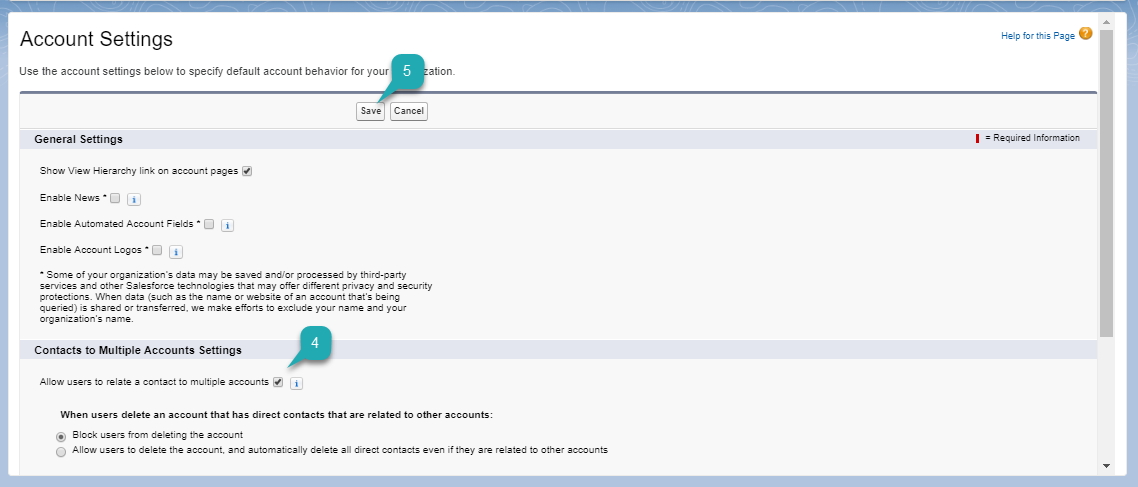 Account Settings
Help for this Page
Use the account settings below to specify default account behavior for your zation.
5
Save Cancel
General Settings
= Required Information
Show View Hierarchy link on account pages
Enable News *
Enable Automated Account Fields *
Enable Account Logos *
* Some of your organization's data may be saved and/or processed by third-party
services and other Salesforce technologies that may offer different privacy and security
protections. When data (such as the name or website of an account that's being
queried) is shared or transferred, we make efforts to exclude your name and your
organization's name.
4
Contacts to Multiple Accounts Settings
Allow users to relate a contact to multiple accounts
When users delete an account that has direct contacts that are related to other accounts:
Block users from deleting the account
Allow users to delete the account, and automatically delete all direct contacts even if they are related to other accounts